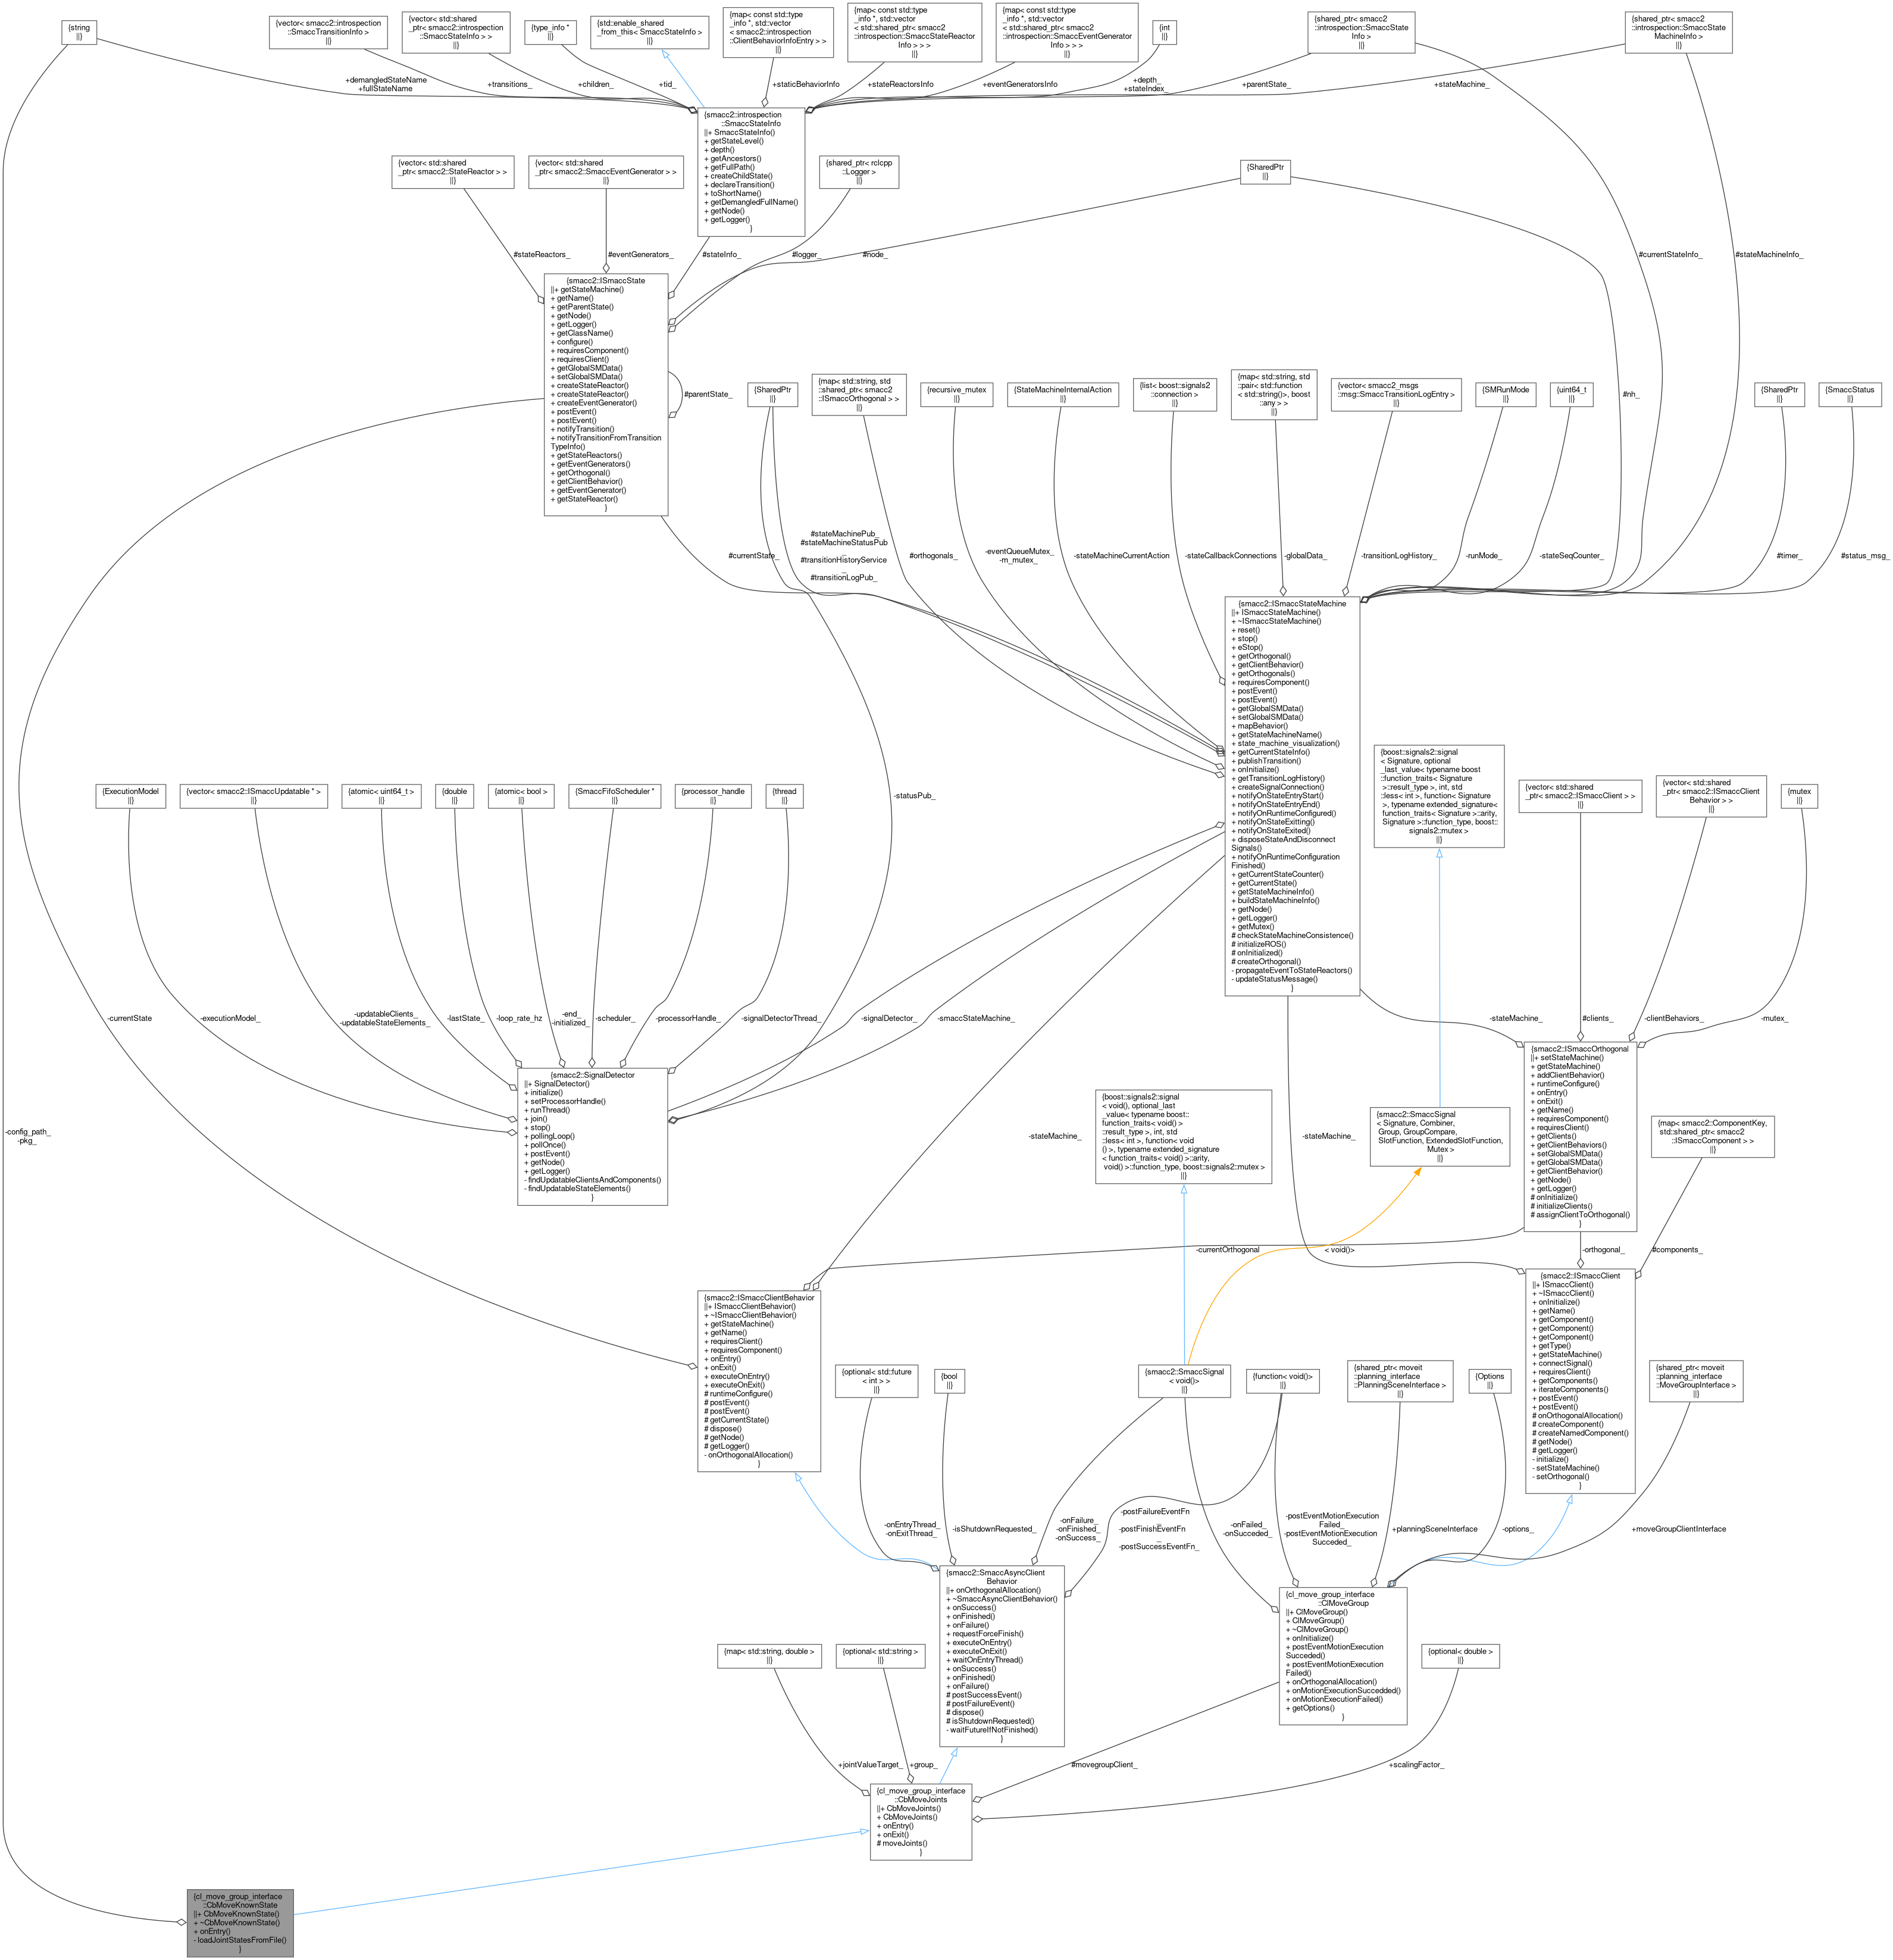 {string
||}
{vector< smacc2::introspection
::SmaccTransitionInfo >
||}
{vector< std::shared
_ptr< smacc2::introspection
::SmaccStateInfo > >
||}
{type_info *
||}
{std::enable_shared
_from_this< SmaccStateInfo >
||}
{map< const std::type
_info *, std::vector
< smacc2::introspection
::ClientBehaviorInfoEntry > >
||}
{map< const std::type
_info *, std::vector
< std::shared_ptr< smacc2
::introspection::SmaccStateReactor
Info > > >
||}
{map< const std::type
_info *, std::vector
< std::shared_ptr< smacc2
::introspection::SmaccEventGenerator
Info > > >
||}
{int
||}
{shared_ptr< smacc2
::introspection::SmaccState
Info >
||}
{shared_ptr< smacc2
::introspection::SmaccState
MachineInfo >
||}
+demangledStateName
+fullStateName
+transitions_
+children_
+tid_
+staticBehaviorInfo
+stateReactorsInfo
+eventGeneratorsInfo
+depth_
+stateIndex_
+parentState_
+stateMachine_
{smacc2::introspection
::SmaccStateInfo
||+ SmaccStateInfo()
+ getStateLevel()
+ depth()
+ getAncestors()
+ getFullPath()
+ createChildState()
+ declareTransition()
+ toShortName()
+ getDemangledFullName()
+ getNode()
+ getLogger()
}
{vector< std::shared
_ptr< smacc2::StateReactor > >
||}
{vector< std::shared
_ptr< smacc2::SmaccEventGenerator > >
||}
{shared_ptr< rclcpp
::Logger >
||}
{SharedPtr
||}
#stateReactors_
#eventGenerators_
#stateInfo_
#logger_
#node_
#currentStateInfo_
#stateMachineInfo_
{smacc2::ISmaccState
||+ getStateMachine()
+ getName()
+ getParentState()
+ getNode()
+ getLogger()
+ getClassName()
+ configure()
+ requiresComponent()
+ requiresClient()
+ getGlobalSMData()
+ setGlobalSMData()
+ createStateReactor()
+ createStateReactor()
+ createEventGenerator()
+ postEvent()
+ postEvent()
+ notifyTransition()
+ notifyTransitionFromTransition
TypeInfo()
+ getStateReactors()
+ getEventGenerators()
+ getOrthogonal()
+ getClientBehavior()
+ getEventGenerator()
+ getStateReactor()
}
#parentState_
{SharedPtr
||}
{map< std::string, std
::shared_ptr< smacc2
::ISmaccOrthogonal > >
||}
{recursive_mutex
||}
{StateMachineInternalAction
||}
{list< boost::signals2
::connection >
||}
{map< std::string, std
::pair< std::function
< std::string()>, boost
::any > >
||}
{vector< smacc2_msgs
::msg::SmaccTransitionLogEntry >
||}
{SMRunMode
||}
{uint64_t
||}
#nh_
{SharedPtr
||}
{SmaccStatus
||}
#currentState_
#stateMachinePub_
#stateMachineStatusPub
_
#transitionHistoryService
_
#transitionLogPub_
#orthogonals_
-eventQueueMutex_
-m_mutex_
-stateMachineCurrentAction
-stateCallbackConnections
-globalData_
-transitionLogHistory_
-runMode_
-stateSeqCounter_
#timer_
#status_msg_
{smacc2::ISmaccStateMachine
||+ ISmaccStateMachine()
+ ~ISmaccStateMachine()
+ reset()
+ stop()
+ eStop()
+ getOrthogonal()
+ getClientBehavior()
+ getOrthogonals()
+ requiresComponent()
+ postEvent()
+ postEvent()
+ getGlobalSMData()
+ setGlobalSMData()
+ mapBehavior()
+ getStateMachineName()
+ state_machine_visualization()
+ getCurrentStateInfo()
+ publishTransition()
+ onInitialize()
+ getTransitionLogHistory()
+ createSignalConnection()
+ notifyOnStateEntryStart()
+ notifyOnStateEntryEnd()
+ notifyOnRuntimeConfigured()
+ notifyOnStateExitting()
+ notifyOnStateExited()
+ disposeStateAndDisconnect
Signals()
+ notifyOnRuntimeConfiguration
Finished()
+ getCurrentStateCounter()
+ getCurrentState()
+ getStateMachineInfo()
+ buildStateMachineInfo()
+ getNode()
+ getLogger()
+ getMutex()
# checkStateMachineConsistence()
# initializeROS()
# onInitialized()
# createOrthogonal()
- propagateEventToStateReactors()
- updateStatusMessage()
}
{ExecutionModel
||}
{vector< smacc2::ISmaccUpdatable * >
||}
{atomic< uint64_t >
||}
{double
||}
{atomic< bool >
||}
{SmaccFifoScheduler *
||}
{processor_handle
||}
{thread
||}
-statusPub_
{boost::signals2::signal
< Signature, optional
_last_value< typename boost
::function_traits< Signature
>::result_type >, int, std
::less< int >, function< Signature
>, typename extended_signature<
function_traits< Signature >::arity,
Signature >::function_type, boost::
signals2::mutex >
||}
{vector< std::shared
_ptr< smacc2::ISmaccClient > >
||}
{vector< std::shared
_ptr< smacc2::ISmaccClient
Behavior > >
||}
{mutex
||}
-currentState
-executionModel_
-updatableClients_
-updatableStateElements_
-lastState_
-loop_rate_hz
-end_
-initialized_
-scheduler_
-processorHandle_
-signalDetectorThread_
-signalDetector_
-smaccStateMachine_
-stateMachine_
#clients_
-clientBehaviors_
-mutex_
{smacc2::SignalDetector
||+ SignalDetector()
+ initialize()
+ setProcessorHandle()
+ runThread()
+ join()
+ stop()
+ pollingLoop()
+ pollOnce()
+ postEvent()
+ getNode()
+ getLogger()
- findUpdatableClientsAndComponents()
- findUpdatableStateElements()
}
{smacc2::ISmaccOrthogonal
||+ setStateMachine()
+ getStateMachine()
+ addClientBehavior()
+ runtimeConfigure()
+ onEntry()
+ onExit()
+ getName()
+ requiresComponent()
+ requiresClient()
+ getClients()
+ getClientBehaviors()
+ setGlobalSMData()
+ getGlobalSMData()
+ getClientBehavior()
+ getNode()
+ getLogger()
# onInitialize()
# initializeClients()
# assignClientToOrthogonal()
}
-config_path_
-pkg_
-stateMachine_
{boost::signals2::signal
< void(), optional_last
_value< typename boost::
function_traits< void()
>::result_type >, int, std
::less< int >, function< void
() >, typename extended_signature
< function_traits< void() >::arity,
void() >::function_type, boost::signals2::mutex >
||}
-stateMachine_
{smacc2::SmaccSignal
< Signature, Combiner,
Group, GroupCompare,
SlotFunction, ExtendedSlotFunction,
Mutex >
||}
{map< smacc2::ComponentKey,
std::shared_ptr< smacc2
::ISmaccComponent > >
||}
-currentOrthogonal
< void()>
-orthogonal_
#components_
{smacc2::ISmaccClientBehavior
||+ ISmaccClientBehavior()
+ ~ISmaccClientBehavior()
+ getStateMachine()
+ getName()
+ requiresClient()
+ requiresComponent()
+ onEntry()
+ onExit()
+ executeOnEntry()
+ executeOnExit()
# runtimeConfigure()
# postEvent()
# postEvent()
# getCurrentState()
# dispose()
# getNode()
# getLogger()
- onOrthogonalAllocation()
}
{smacc2::ISmaccClient
||+ ISmaccClient()
+ ~ISmaccClient()
+ onInitialize()
+ getName()
+ getComponent()
+ getComponent()
+ getComponent()
+ getType()
+ getStateMachine()
+ connectSignal()
+ requiresClient()
+ getComponents()
+ iterateComponents()
+ postEvent()
+ postEvent()
# onOrthogonalAllocation()
# createComponent()
# createNamedComponent()
# getNode()
# getLogger()
- initialize()
- setStateMachine()
- setOrthogonal()
}
{optional< std::future
< int > >
||}
{bool
||}
{smacc2::SmaccSignal
< void()>
||}
{function< void()>
||}
{shared_ptr< moveit
::planning_interface
::PlanningSceneInterface >
||}
{Options
||}
{shared_ptr< moveit
::planning_interface
::MoveGroupInterface >
||}
-onEntryThread_
-onExitThread_
-isShutdownRequested_
-onFailure_
-onFinished_
-onSuccess_
-postFailureEventFn
_
-postFinishEventFn
_
-postSuccessEventFn_
-onFailed_
-onSucceded_
-postEventMotionExecution
Failed_
-postEventMotionExecution
Succeded_
+planningSceneInterface
-options_
+moveGroupClientInterface
{smacc2::SmaccAsyncClient
Behavior
||+ onOrthogonalAllocation()
+ ~SmaccAsyncClientBehavior()
+ onSuccess()
+ onFinished()
+ onFailure()
+ requestForceFinish()
+ executeOnEntry()
+ executeOnExit()
+ waitOnEntryThread()
+ onSuccess()
+ onFinished()
+ onFailure()
# postSuccessEvent()
# postFailureEvent()
# dispose()
# isShutdownRequested()
- waitFutureIfNotFinished()
}
{cl_move_group_interface
::ClMoveGroup
||+ ClMoveGroup()
+ ClMoveGroup()
+ ~ClMoveGroup()
+ onInitialize()
+ postEventMotionExecution
Succeded()
+ postEventMotionExecution
Failed()
+ onOrthogonalAllocation()
+ onMotionExecutionSuccedded()
+ onMotionExecutionFailed()
+ getOptions()
}
{map< std::string, double >
||}
{optional< std::string >
||}
{optional< double >
||}
+jointValueTarget_
+group_
#movegroupClient_
+scalingFactor_
{cl_move_group_interface
::CbMoveJoints
||+ CbMoveJoints()
+ CbMoveJoints()
+ onEntry()
+ onExit()
# moveJoints()
}
{cl_move_group_interface
::CbMoveKnownState
||+ CbMoveKnownState()
+ ~CbMoveKnownState()
+ onEntry()
- loadJointStatesFromFile()
}